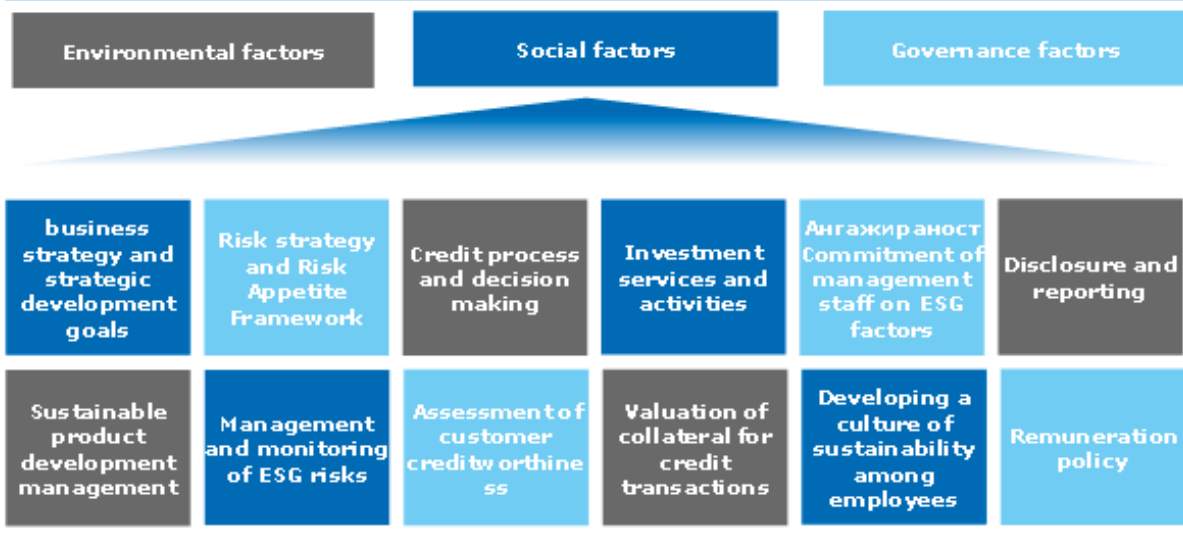 Environmental factors
Social factors
Governance factors
business
strategy and
strategic
development
goals
Risk strategy
and Risk
Appetite
Framework
Credit process
and decision
making
Investment
services and
activities
Ангажираност
Commitment of
management
staff on ESG
factors
Disclosure and
reporting
Sustainable
product
development
management
Management
and monitoring
of ESG risks
Assessment of
customer
creditworthine
ss
Valuation of
collateral for
credit
transactions
Developing a
culture of
sustainability
among
employees
Remuneration
policy